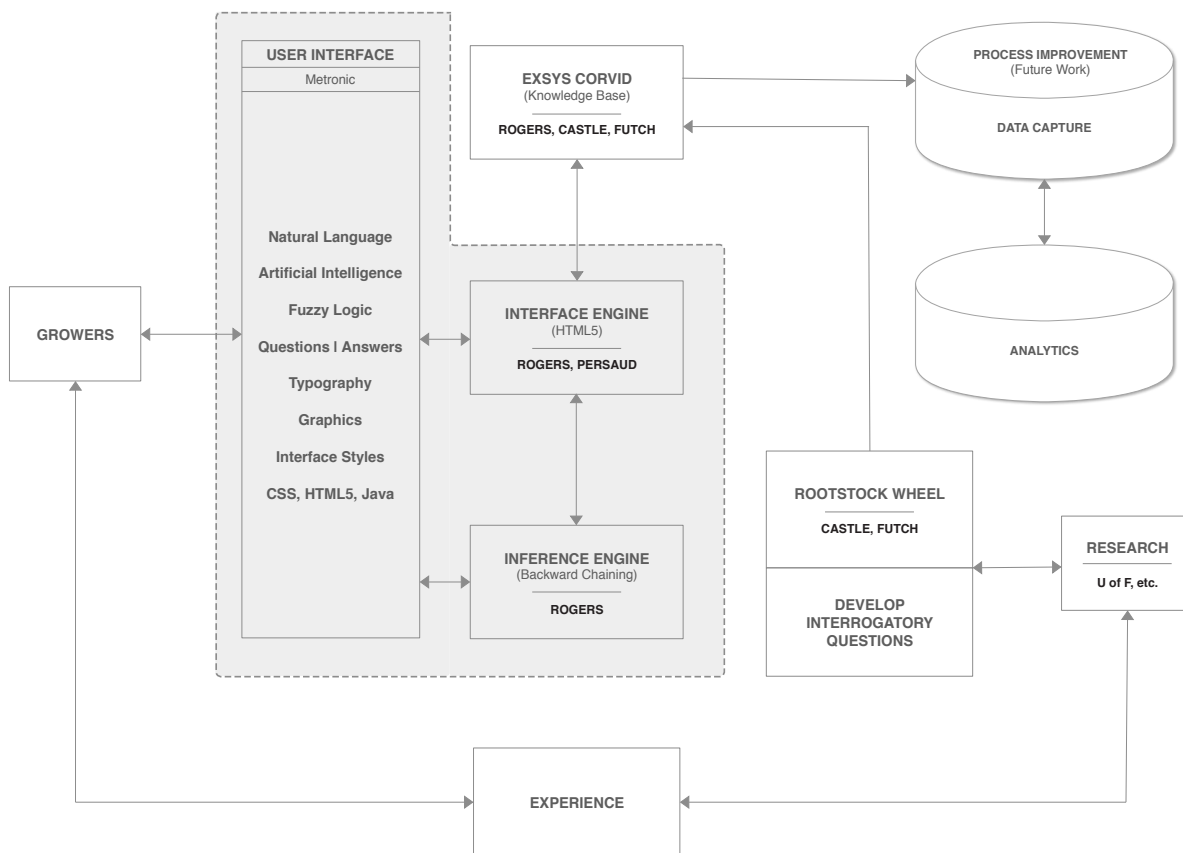 USER INTERFACE
Metronic
Natural Language
Artificial Intelligence
Fuzzy Logic
Questions | Answers
Typography
Graphics
Interface Styles
CSS, HTML5, Java
EXSYS CORVID
(Knowledge Base)
ROGERS, CASTLE, FUTCH
PROCESS IMPROVEMENT
(Future Work)
DATA CAPTURE
ANALYTICS
GROWERS
INTERFACE ENGINE
(HTML5)
ROGERS, PERSAUD
INFERENCE ENGINE
(Backward Chaining)
ROGERS
ROOTSTOCK WHEEL
CASTLE, FUTCH
DEVELOP
INTERROGATORY
QUESTIONS
RESEARCH
U of F, etc.
EXPERIENCE